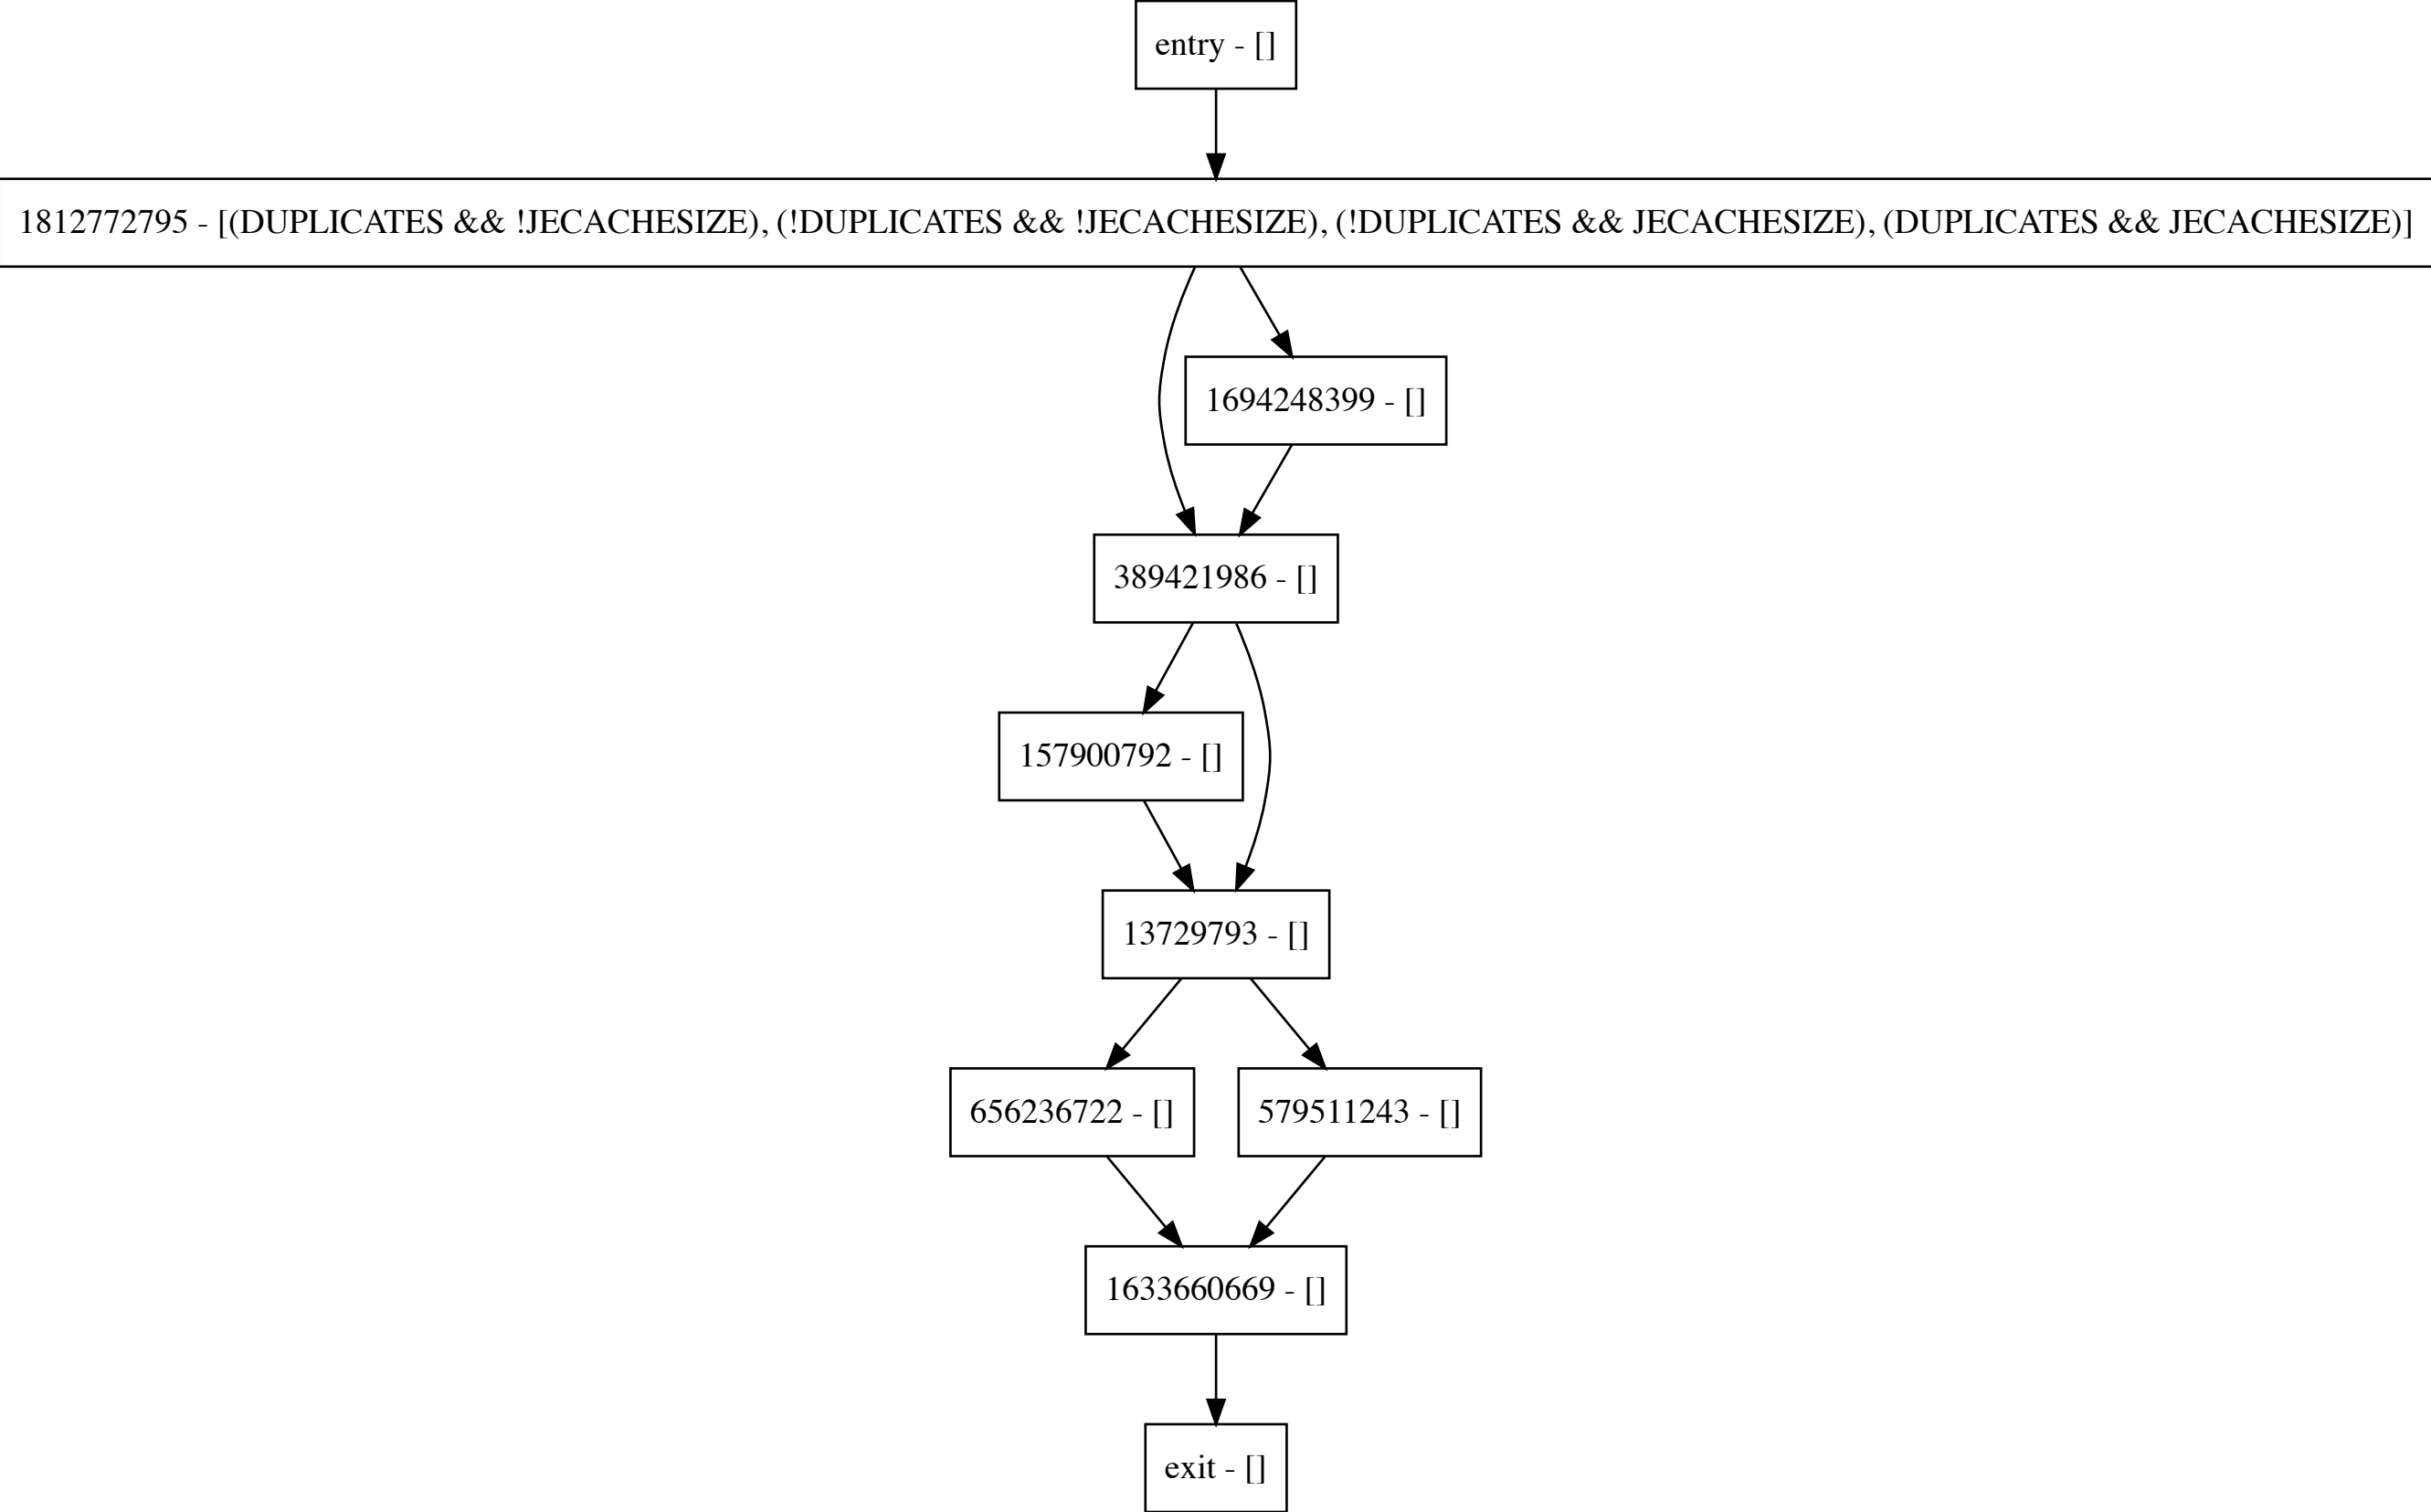 entry - []
1812772795 - [(DUPLICATES && !JECACHESIZE), (!DUPLICATES && !JECACHESIZE), (!DUPLICATES && JECACHESIZE), (DUPLICATES && JECACHESIZE)]
1694248399 - []
389421986 - []
157900792 - []
13729793 - []
656236722 - []
579511243 - []
1633660669 - []
exit - []